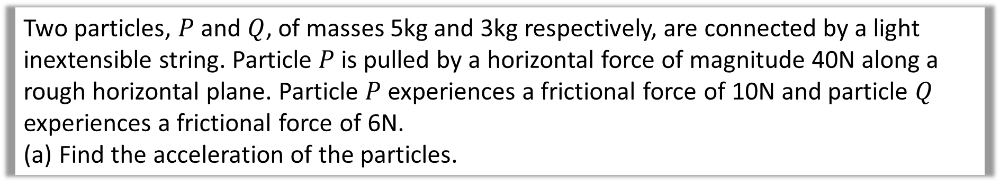 Two particles, P and Q, of masses 5kg and 3kg respectively, are connected by a light
inextensible string. Particle P is pulled by a horizontal force of magnitude 40N along a
rough horizontal plane. Particle P experiences a frictional force of 10N and particle Q
experiences a frictional force of 6N.
(a) Find the acceleration of the particles.